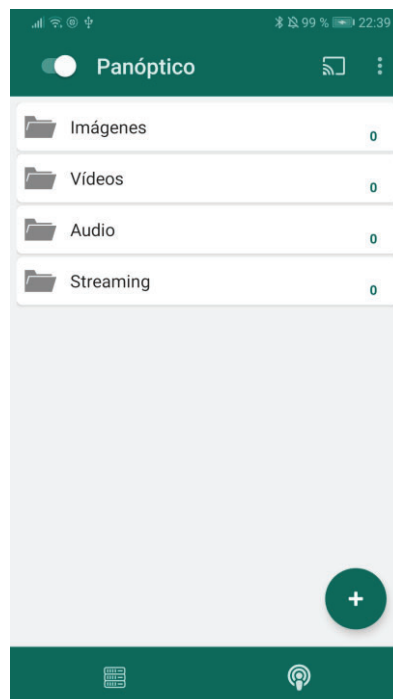 99 % 22:39
Panóptico
Imágenes
0
Vídeos
0
Audio
0
Streaming
0
+